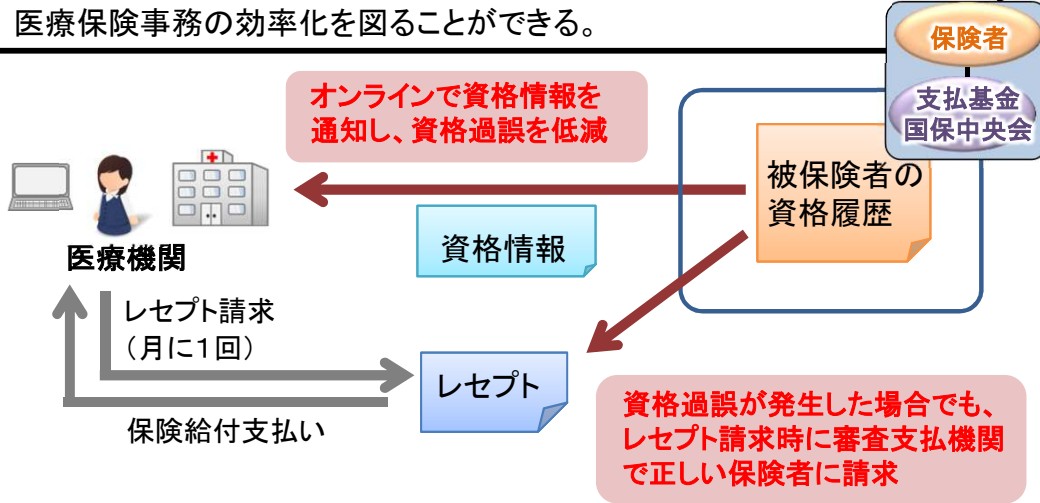 医療保険事務の効率化を図ることができる。
保険者
支払基金
国保中央会
オンラインで資格情報を
通知し、資格過誤を低減
被保険者の
資格履歴
資格情報
医療機関
レセプト請求
（月に１回）
レセプト
保険給付支払い
資格過誤が発生した場合でも、
レセプト請求時に審査支払機関
で正しい保険者に請求